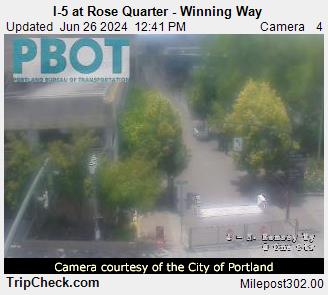 I-5 at Rose Quarter - Winning Way
Updated Jun 26 2024 12:41 PM Camera 4
PBOT
PORTLAND BUREAU OF TRANSPORTATION
Ramsay
Camera courtesy of the City of Portland
TripCheck.com Milepost302.00